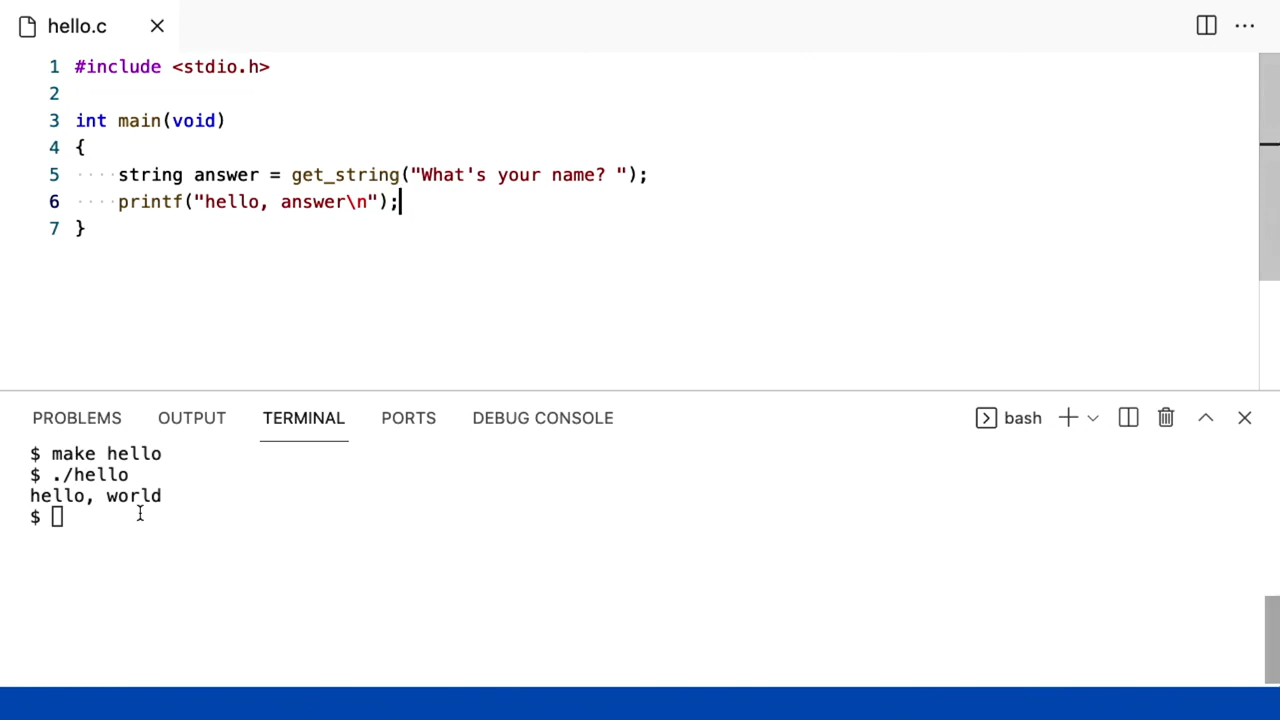 hello.c
1 #include <stdio.h>
2
3 int main(void)
4 {
5 ····string answer = get_string("What's your name? ");
6 ····printf("hello, answer\n");
7 }
PROBLEMS OUTPUT TERMINAL PORTS DEBUG CONSOLE bash
$ make hello
$ ./hello
hello, world
$